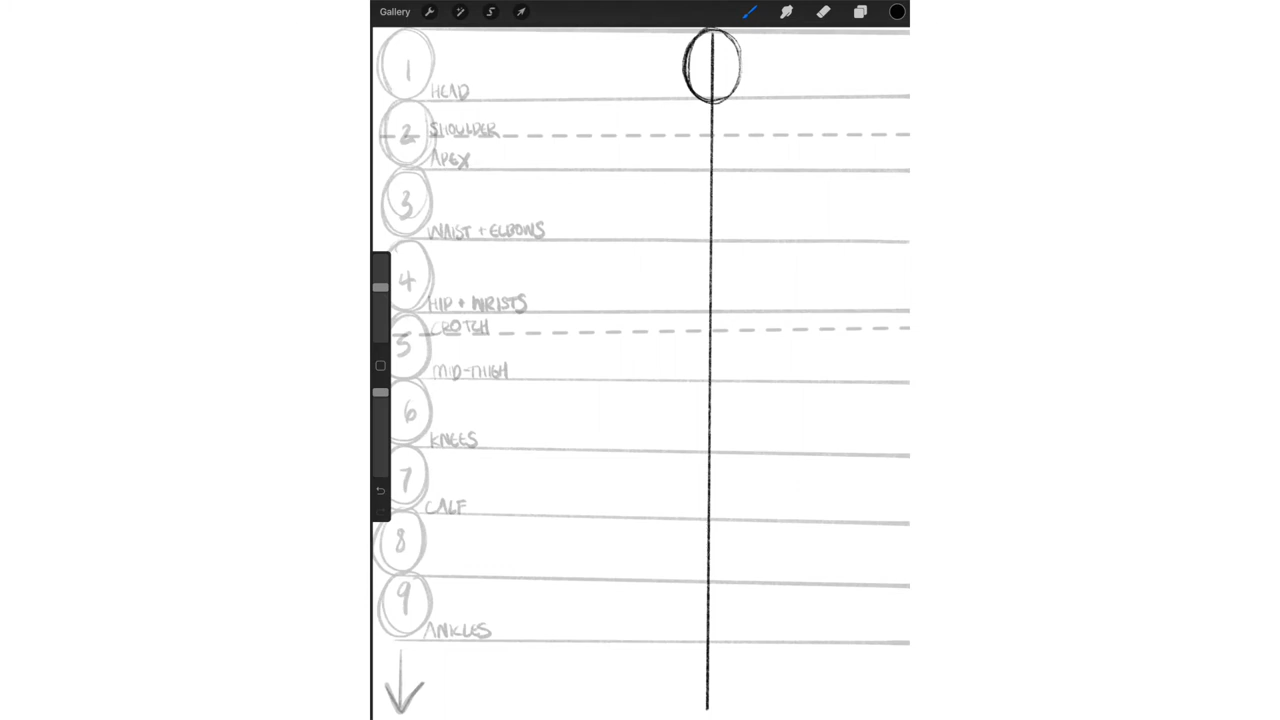 Gallery
1
HEAD
2 SHOULDER
APEX
3
WAIST + ELBOWS
4
HIP + WRISTS
CROTCH
5
MID-THIGH
6
KNEES
7
CALF
8
9
ANKLES